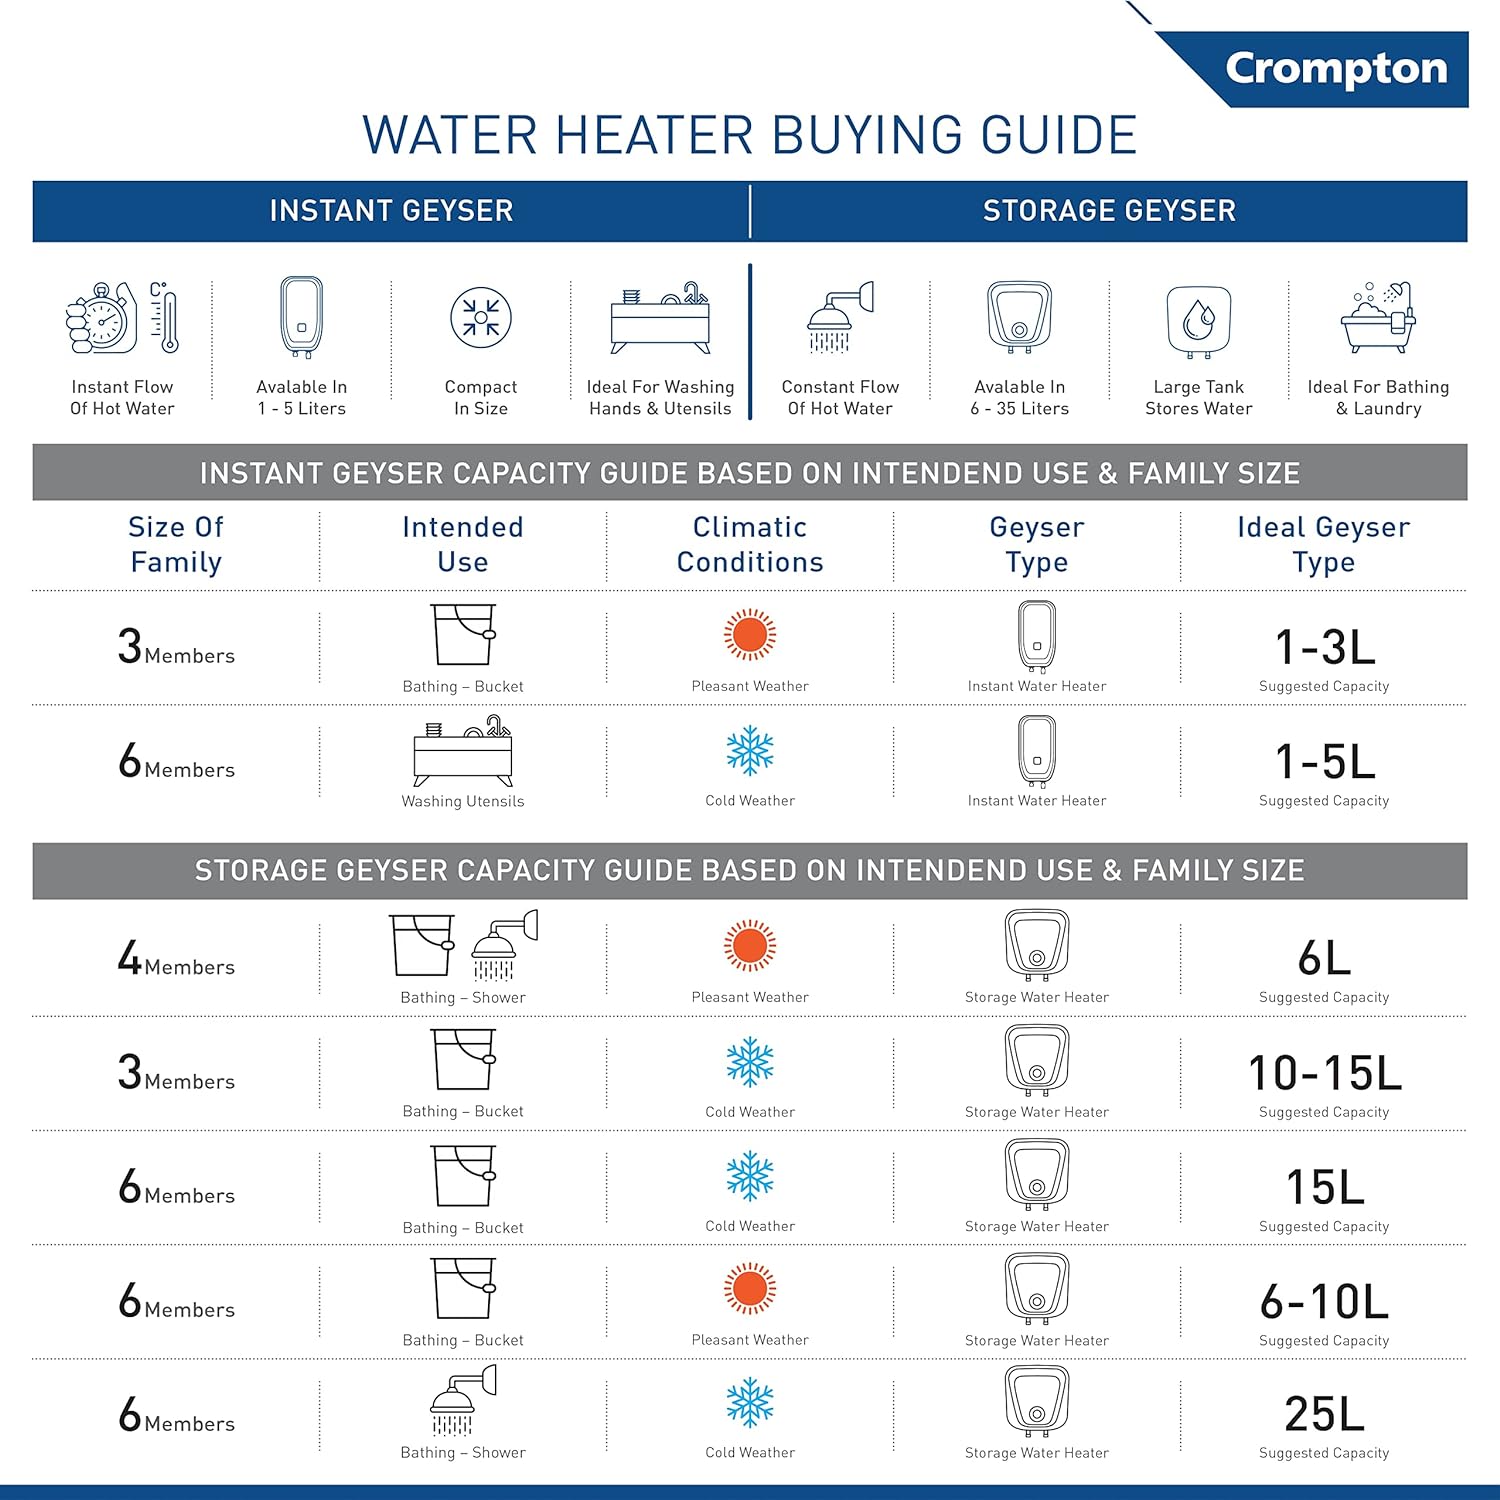 Crompton
WATER HEATER BUYING GUIDE
INSTANT GEYSER
STORAGE GEYSER
C°
Instant Flow
Of Hot Water
Avalable In
1 - 5 Liters
Compact
In Size
Ideal For Washing
Hands & Utensils
Constant Flow
Of Hot Water
Avalable In
6 - 35 Liters
Large Tank
Stores Water
Ideal For Bathing
& Laundry
INSTANT GEYSER CAPACITY GUIDE BASED ON INTENDEND USE & FAMILY SIZE
Size Of
Family
Intended
Use
Climatic
Conditions
Geyser
Type
Ideal Geyser
Type
3 Members
Bathing – Bucket
Pleasant Weather
Instant Water Heater
1-3L
Suggested Capacity
6 Members
Washing Utensils
Cold Weather
Instant Water Heater
1-5L
Suggested Capacity
STORAGE GEYSER CAPACITY GUIDE BASED ON INTENDEND USE & FAMILY SIZE
4 Members
Bathing – Shower
Pleasant Weather
Storage Water Heater
6L
Suggested Capacity
3 Members
Bathing – Bucket
Cold Weather
Storage Water Heater
10-15L
Suggested Capacity
6 Members
Bathing – Bucket
Cold Weather
Storage Water Heater
15L
Suggested Capacity
6 Members
Bathing – Bucket
Pleasant Weather
Storage Water Heater
6-10L
Suggested Capacity
6 Members
Bathing – Shower
Cold Weather
Storage Water Heater
25L
Suggested Capacity